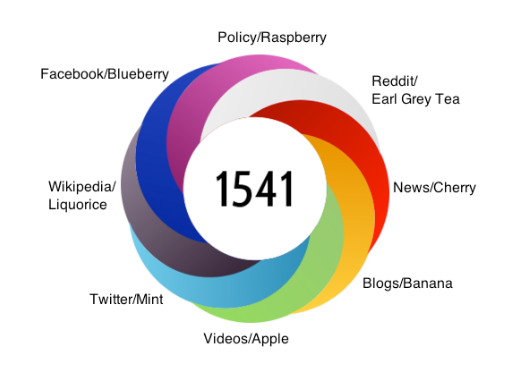 Policy/Raspberry
Facebook/Blueberry
Reddit/
Earl Grey Tea
Wikipedia/
Liquorice
1541
News/Cherry
Blogs/Banana
Twitter/Mint
Videos/Apple